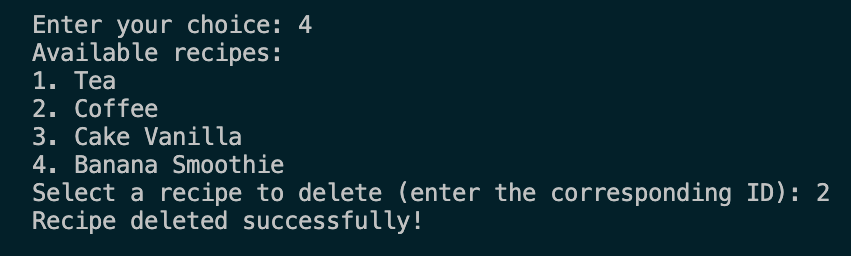 Enter your choice: 4
Available recipes:
1. Tea
2. Coffee
3. Cake Vanilla
4. Banana Smoothie
Select a recipe to delete (enter the corresponding ID): 2
Recipe deleted successfully!